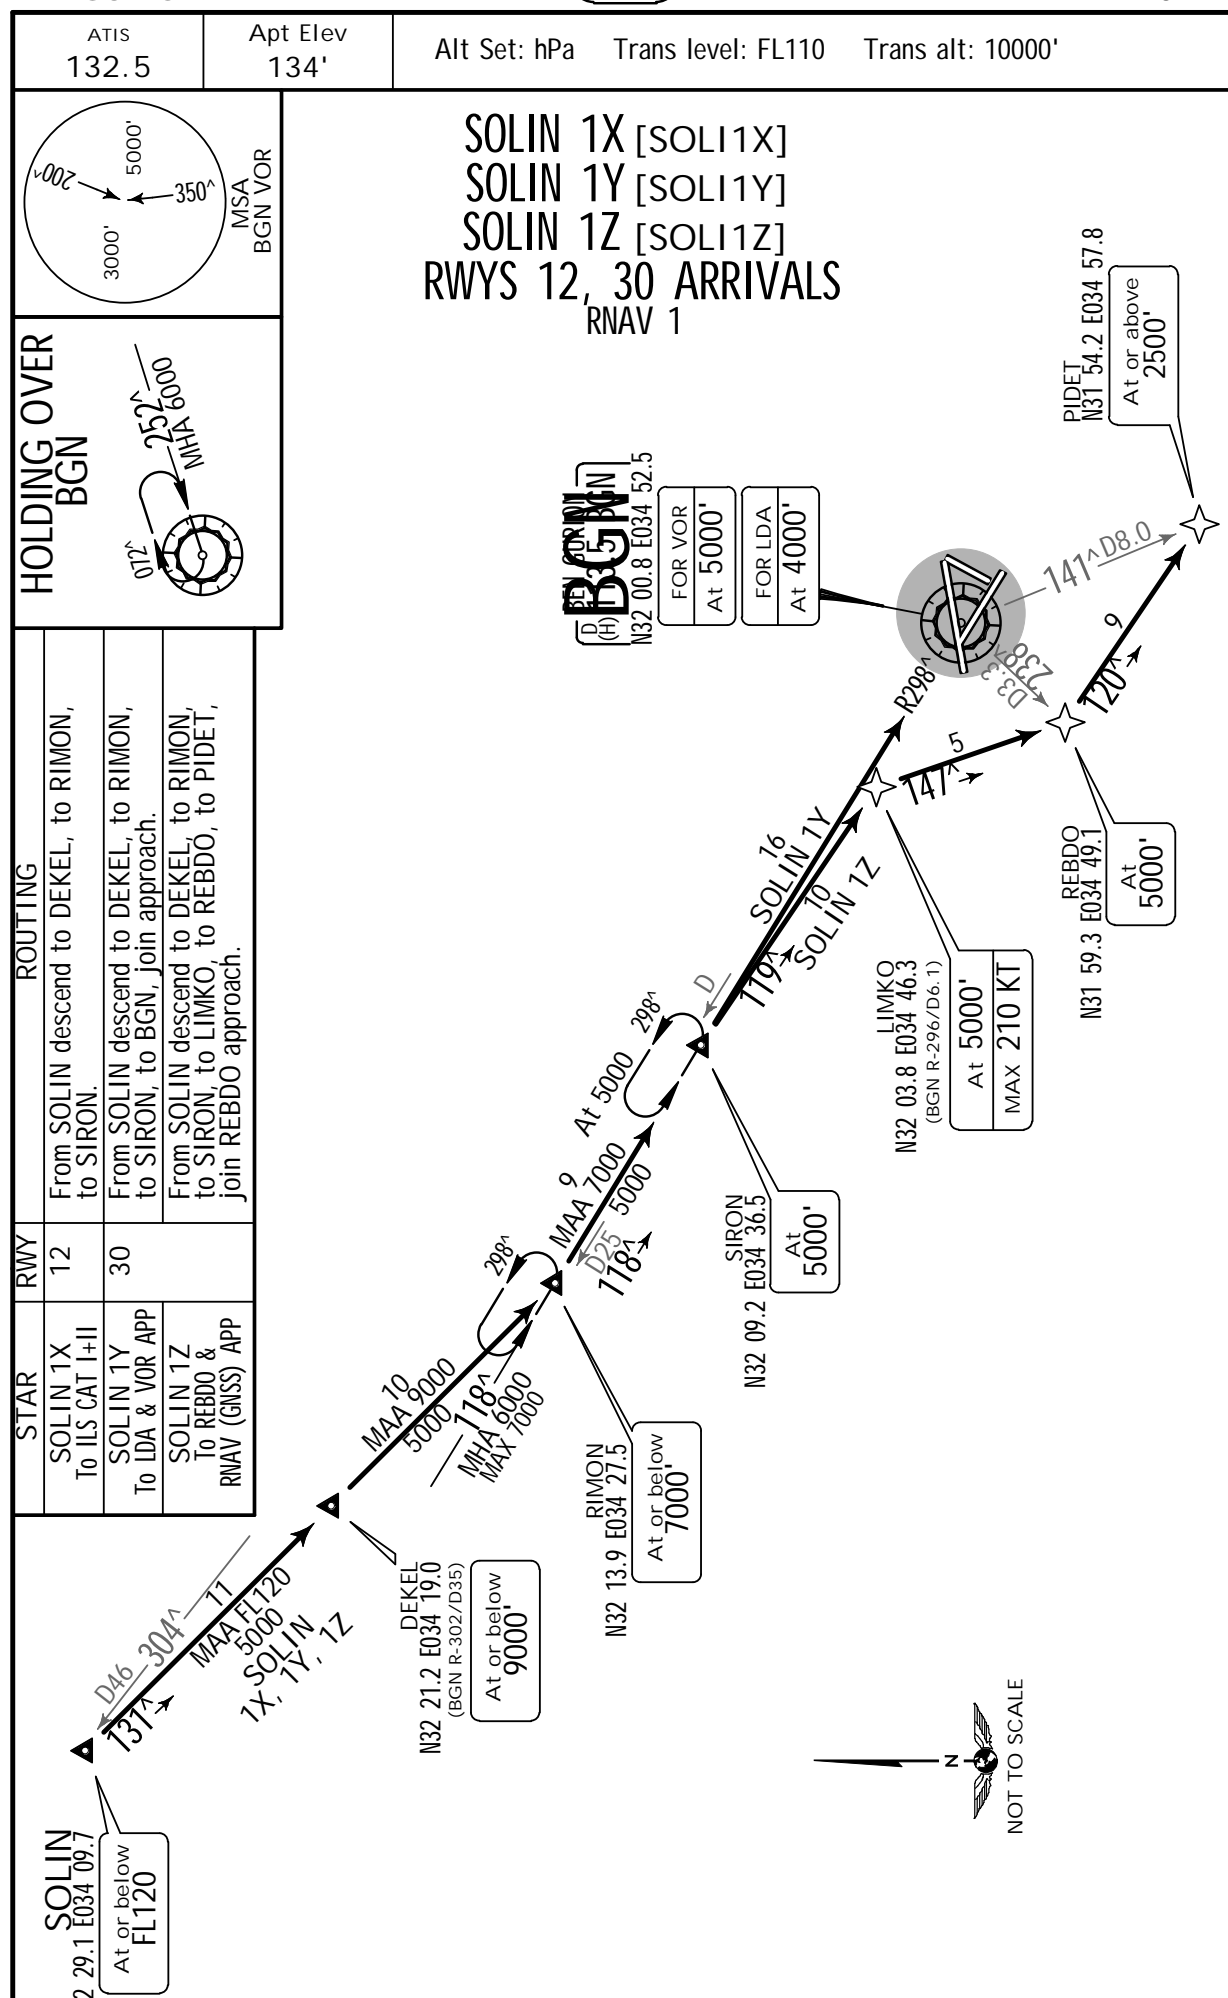 ATIS
132.5
Apt Elev
134'
Alt Set: hPa Trans level: FL110 Trans alt: 10000'
200^
5000'
350^
3000'
MSA
BGN VOR
SOLIN 1X [SOLI1X]
SOLIN 1Y [SOLI1Y]
SOLIN 1Z [SOLI1Z]
RWYS 12, 30 ARRIVALS
RNAV 1
HOLDING OVER
BGN
072^
252^
MHA 6000
STAR RWY ROUTING
SOLIN 1X
To ILS CAT I+II
12
From SOLIN descend to DEKEL, to RIMON,
to SIRON.
SOLIN 1Y
To LDA & VOR APP
30
From SOLIN descend to DEKEL, to RIMON,
to SIRON, to BGN, join approach.
SOLIN 1Z
To REBDO &
RNAV (GNSS) APP
From SOLIN descend to DEKEL, to RIMON,
to SIRON, to LIMKO, to REBDO, to PIDET,
join REBDO approach.
SOLIN
29.1 E034 09.7
At or below
FL120
D46
304^
131^
11
MAA FL120
5000
SOLIN
1X, 1Y, 1Z
DEKEL
N32 21.2 E034 19.0
(BGN R-302/D35)
At or below
9000'
10
MAA 9000
5000
298^
118^
MHA 6000
MAX 7000
RIMON
N32 13.9 E034 27.5
At or below
7000'
9
MAA 7000
5000
D25
118^
At 5000
298^
SIRON
N32 09.2 E034 36.5
At
5000'
D
119^
16
SOLIN 1Y
10
SOLIN 1Z
R298^
LIMKO
N32 03.8 E034 46.3
(BGN R-296/D6.1)
At 5000'
MAX 210 KT
147^
5
REBDO
N31 59.3 E034 49.1
At
5000'
D3.3
238^
120^
9
141^
D8.0
PIDET
N31 54.2 E034 57.8
At or above
2500'
BEN GURION
D
(H) 113.5 BGN
BGN
N32 00.8 E034 52.5
FOR VOR
At 5000'
FOR LDA
At 4000'
N
NOT TO SCALE